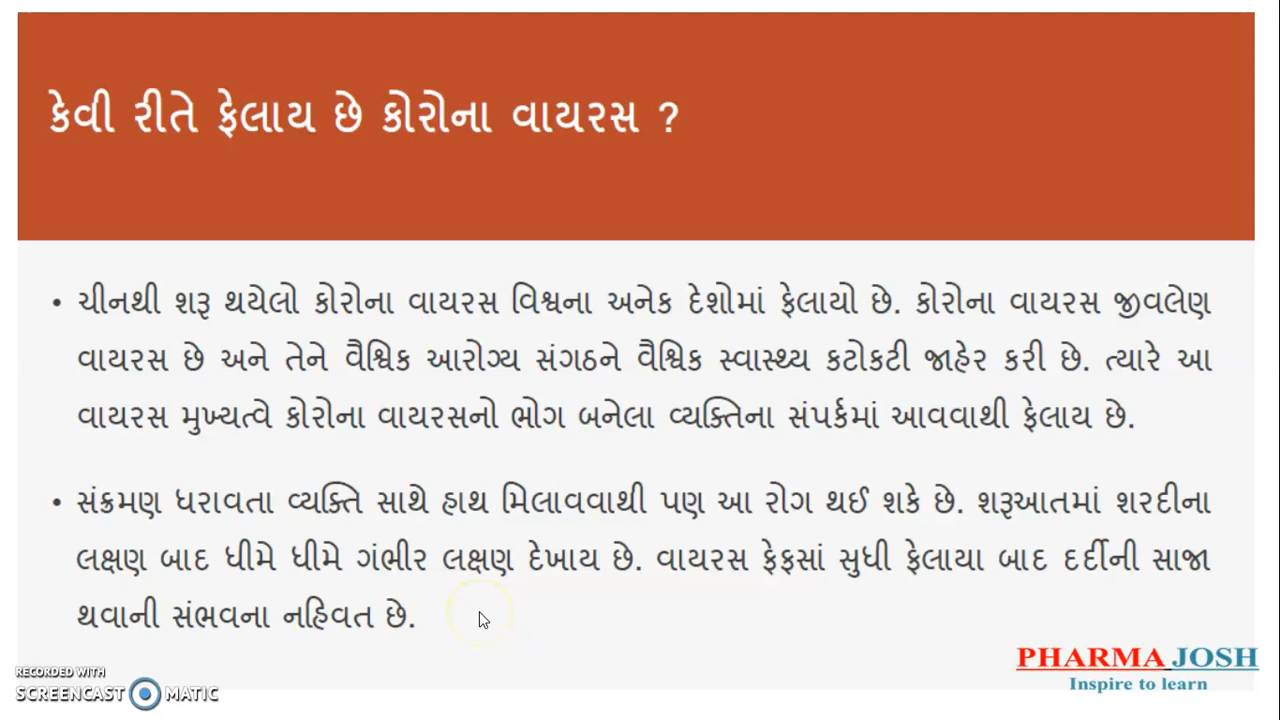 કેવી રીતે ફેલાય છે કોરોના વાયરસ ?
• ચીનથી શરૂ થયેલો કોરોના વાયરસ વિશ્વના અનેક દેશોમાં ફેલાયો છે. કોરોના વાયરસ જીવલેણ
વાયરસ છે અને તેને વૈશ્વિક આરોગ્ય સંગઠને વૈશ્વિક સ્વાસ્થ્ય કટોકટી જાહેર કરી છે. ત્યારે આ
વાયરસ મુખ્યત્વે કોરોના વાયરસનો ભોગ બનેલા વ્યક્તિના સંપર્કમાં આવવાથી ફેલાય છે.
• સંક્રમણ ધરાવતા વ્યક્તિ સાથે હાથ મિલાવવાથી પણ આ રોગ થઈ શકે છે. શરૂઆતમાં શરદીના
લક્ષણ બાદ ધીમે ધીમે ગંભીર લક્ષણ દેખાય છે. વાયરસ ફેફસાં સુધી ફેલાયા બાદ દર્દીની સાજા
થવાની સંભવના નહિવત છે.
PHARMA JOSH
Inspire to learn
RECORDED WITH
SCREENCAST MATIC